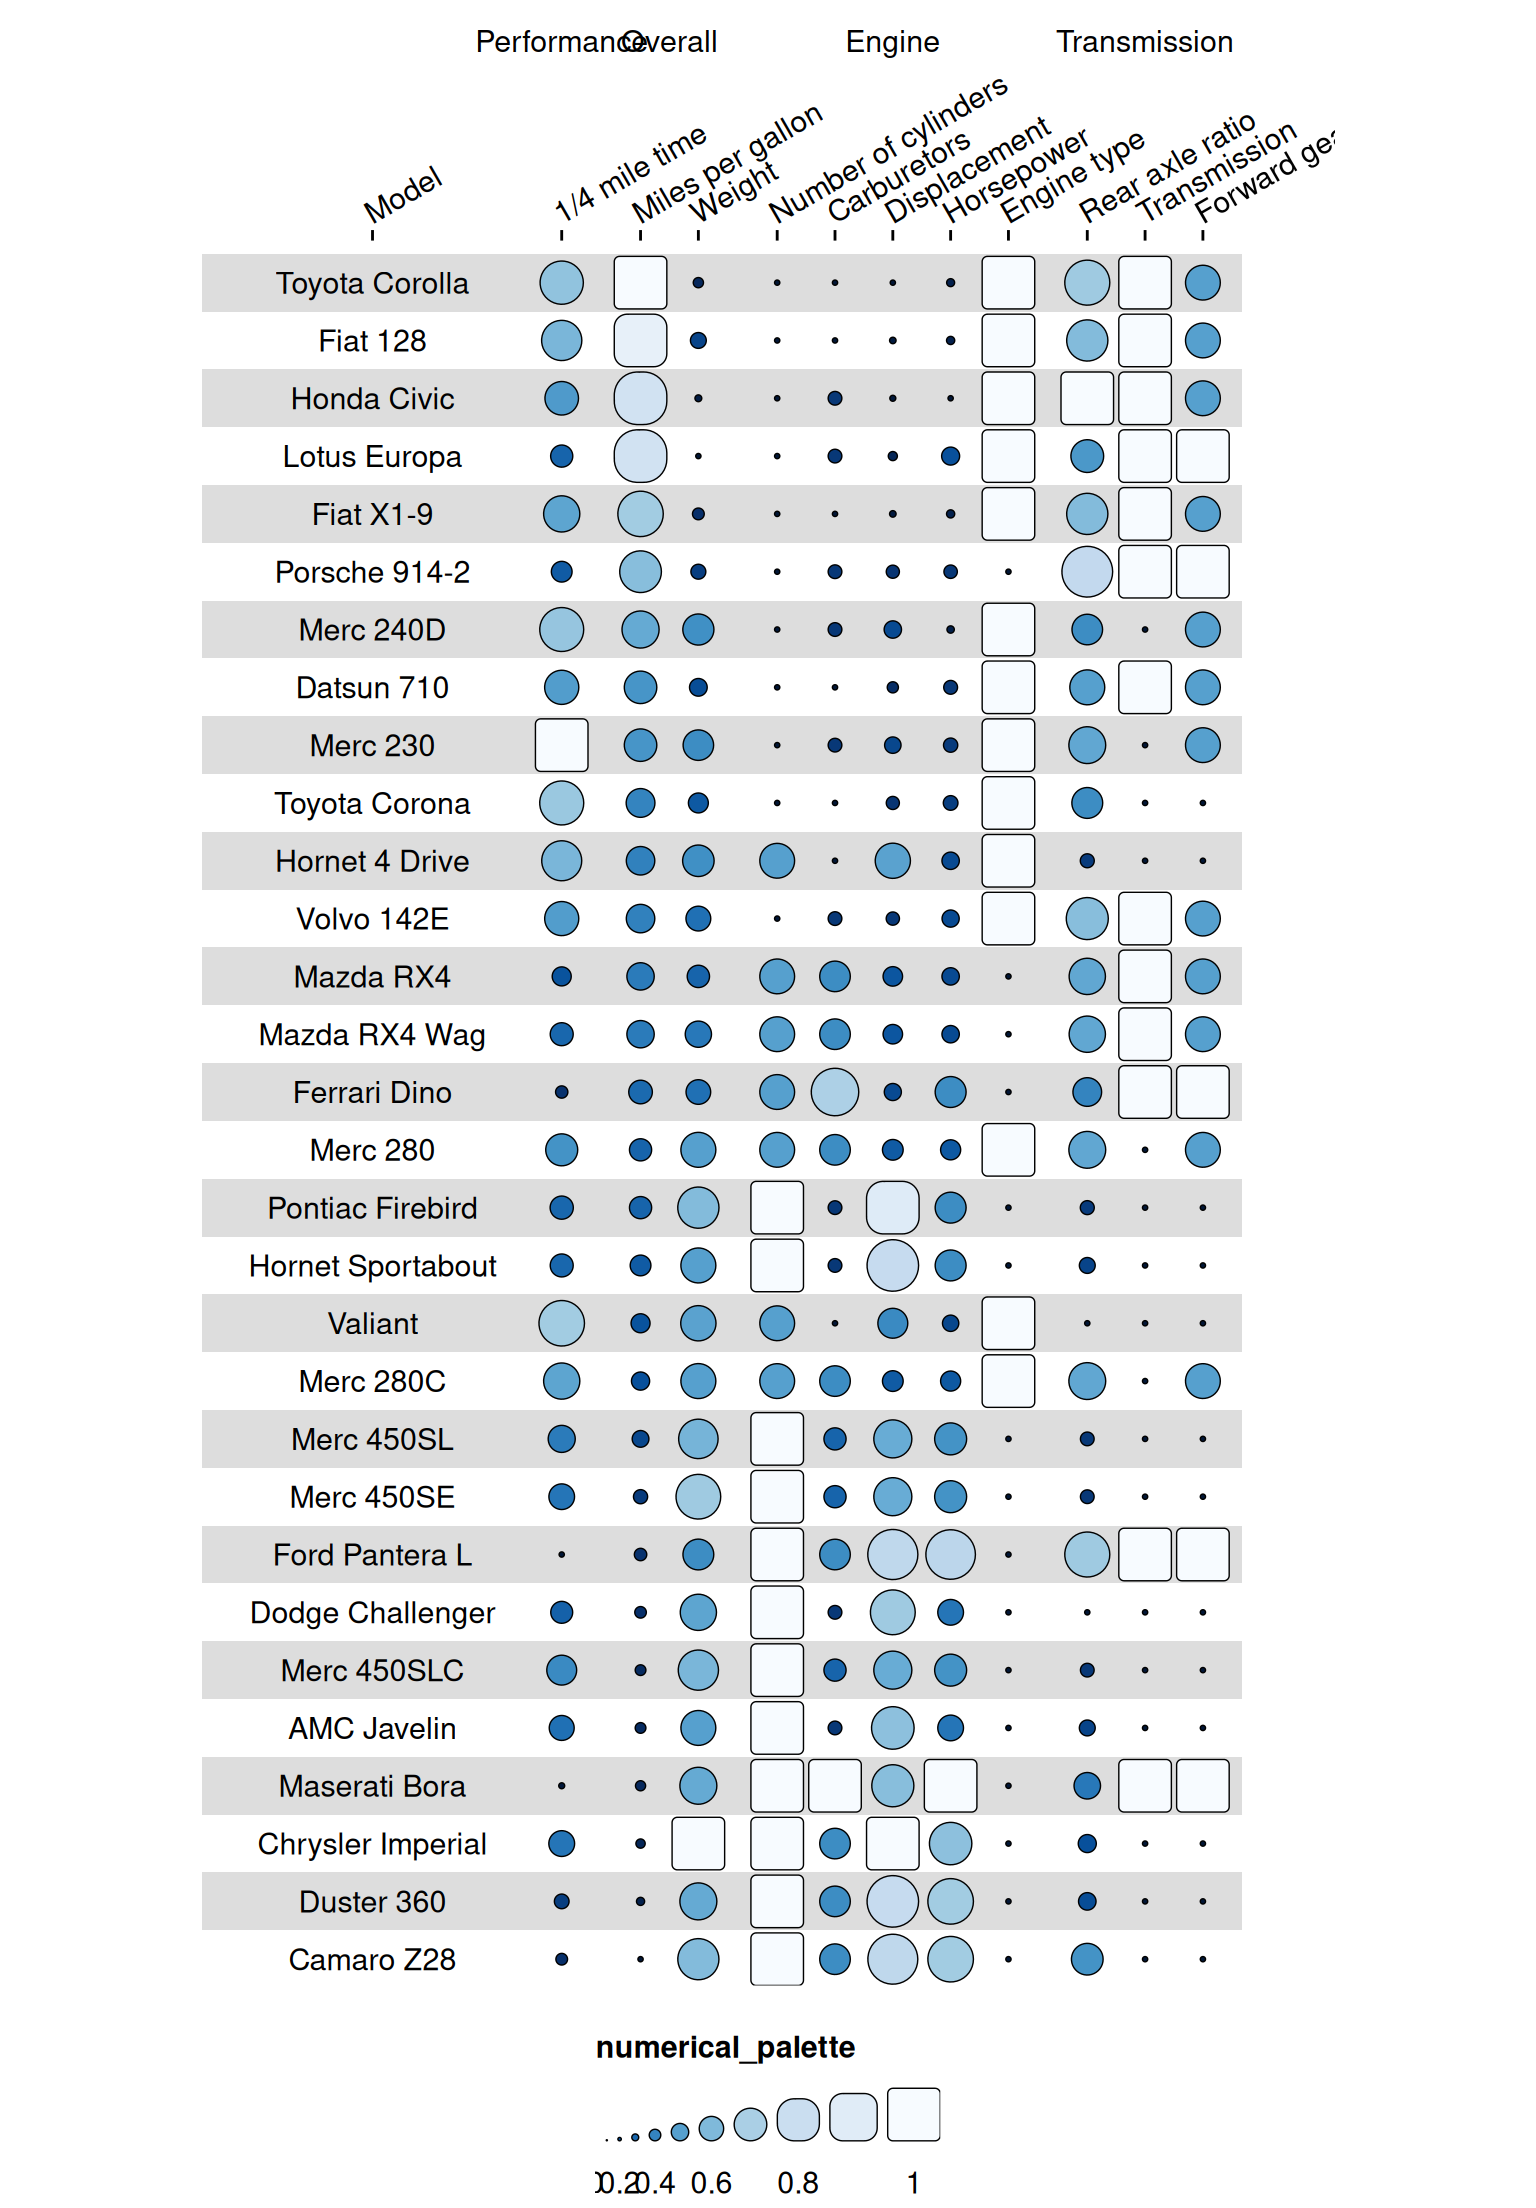 Performance Overall Engine Transmission
Model 1/4 mile time Miles per gallon Weight Number of cylinders Carburetors Displacement Horsepower Engine type Rear axle ratio Transmission Forward
Toyota Corolla
Fiat 128
Honda Civic
Lotus Europa
Fiat X1-9
Porsche 914-2
Merc 240D
Datsun 710
Merc 230
Toyota Corona
Hornet 4 Drive
Volvo 142E
Mazda RX4
Mazda RX4 Wag
Ferrari Dino
Merc 280
Pontiac Firebird
Hornet Sportabout
Valiant
Merc 280C
Merc 450SL
Merc 450SE
Ford Pantera L
Dodge Challenger
Merc 450SLC
AMC Javelin
Maserati Bora
Chrysler Imperial
Duster 360
Camaro Z28
numerical_palette
0.2 0.4 0.6 0.8 1